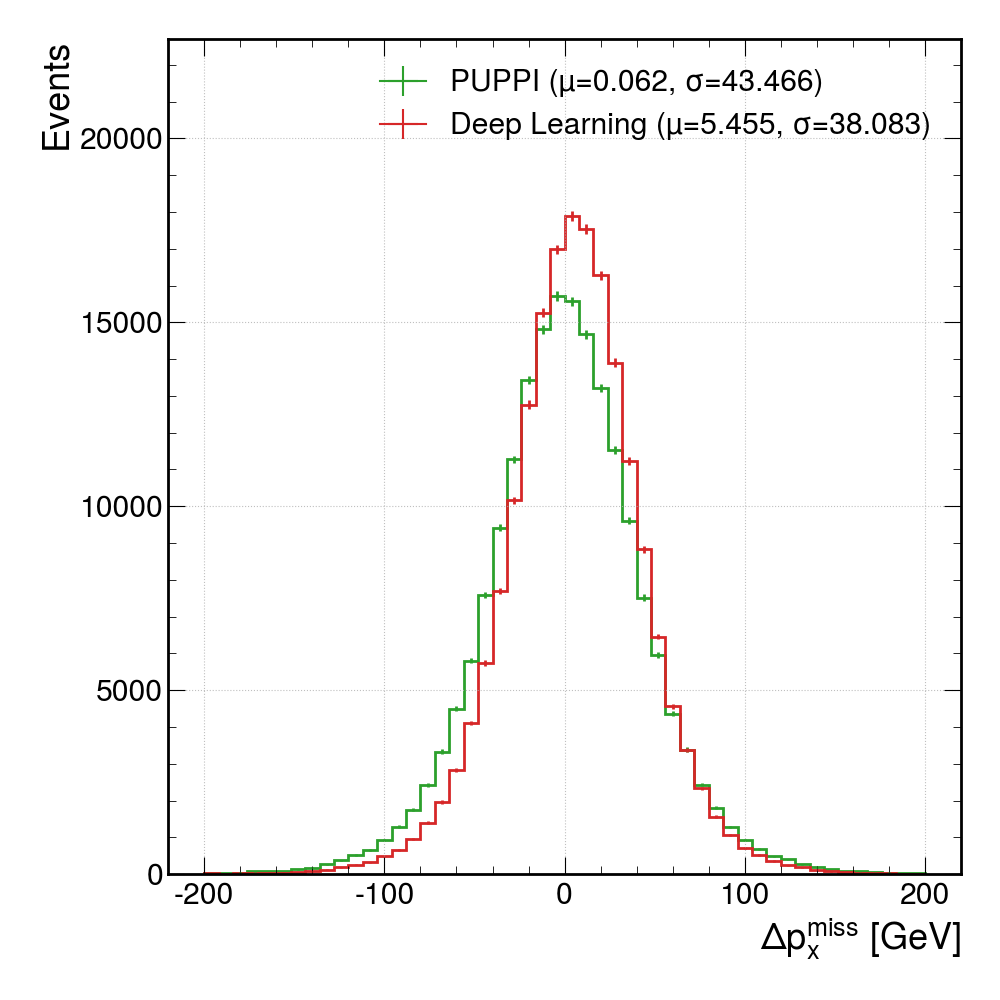 Events
PUPPI (μ=0.062, σ=43.466)
Deep Learning (μ=5.455, σ=38.083)
20000
15000
10000
5000
0
-200 -100 0 100 200
Δp_x^miss [GeV]